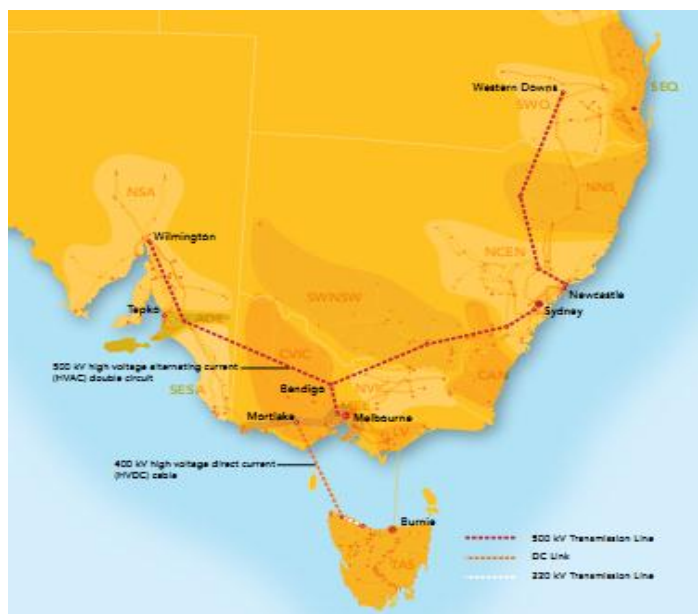 Western Downs
SEQ
SWQ
NSA
NNS
Wilmington
NCEN
Newcastle
SWNSW
Sydney
Tepko
ADE
500 kV high voltage alternating current
(HVAC) double circuit
CVIC
CAN
SESA
Bendigo
NVIC
Mortlake
Melbourne
LV
400 kV high voltage direct current
(HVDC) cable
Burnie
TAS
500 kV Transmission Line
DC Link
220 kV Transmission Line